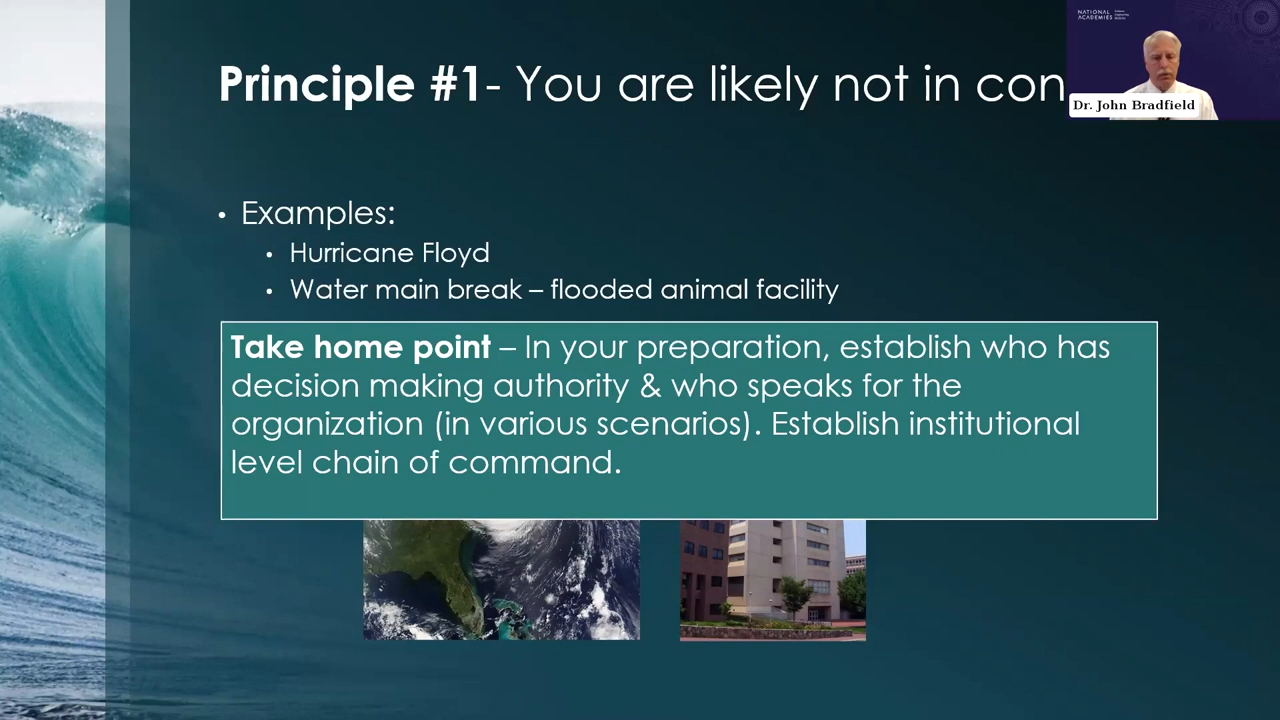 NATIONAL
ACADEMIES
Principle #1- You are likely not in con
Dr. John Bradfield
• Examples:
• Hurricane Floyd
• Water main break – flooded animal facility
Take home point – In your preparation, establish who has
decision making authority & who speaks for the
organization (in various scenarios). Establish institutional
level chain of command.